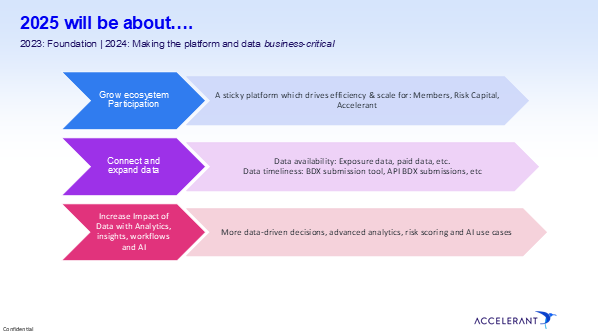 2025 will be about....
2023: Foundation | 2024: Making the platform and data business-critical
Grow ecosystem
Participation
A sticky platform which drives efficiency & scale for: Members, Risk Capital,
Accelerant
Connect and
expand data
Data availability: Exposure data, paid data, etc.
Data timeliness: BDX submission tool, API BDX submissions, etc
Increase Impact of
Data with Analytics,
insights, workflows
and AI
More data-driven decisions, advanced analytics, risk scoring and AI use cases
ACCELERANT
Confidential